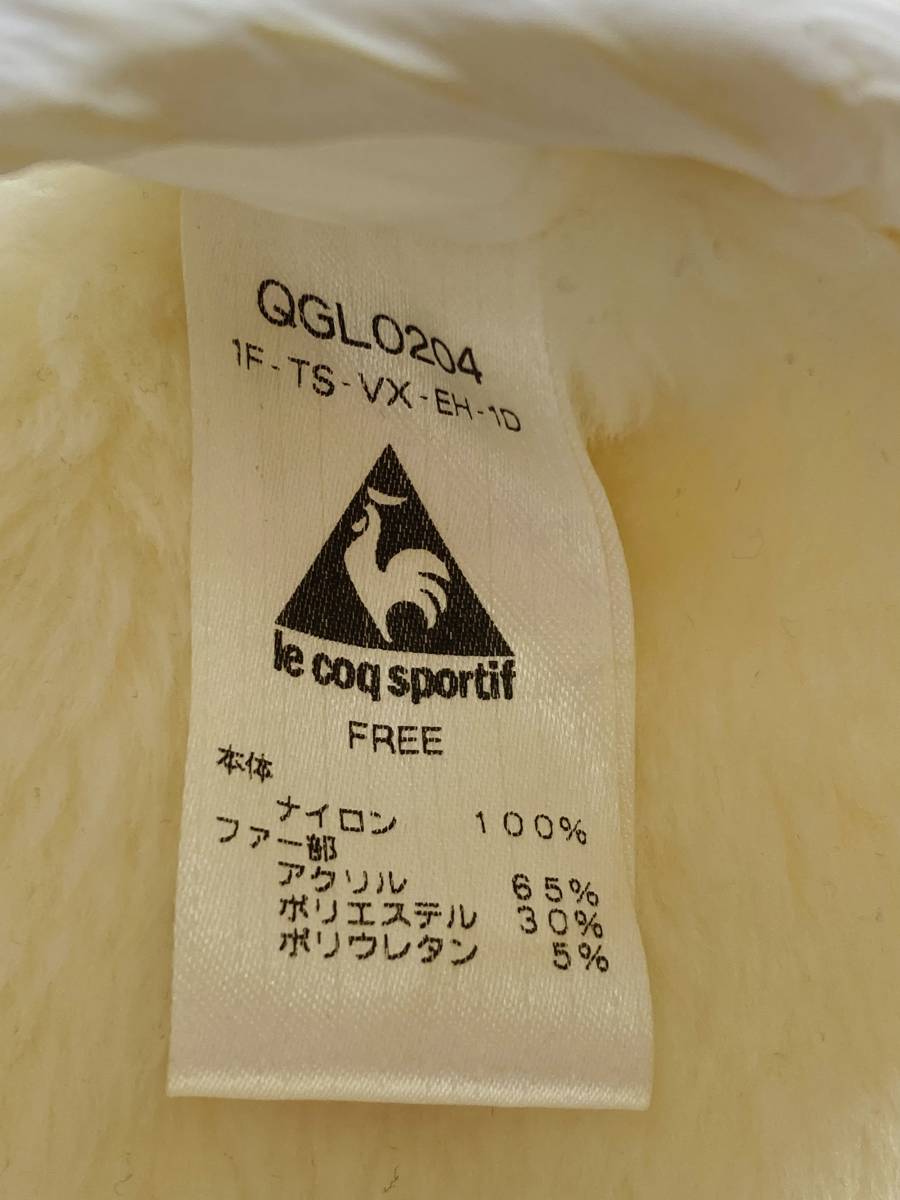 QGL0204
1F-TS-VX-EH-1D
le coq sportif
FREE
本体
ナイロン 100%
ファー部
アクリル 65%
ポリエステル 30%
ポリウレタン 5%